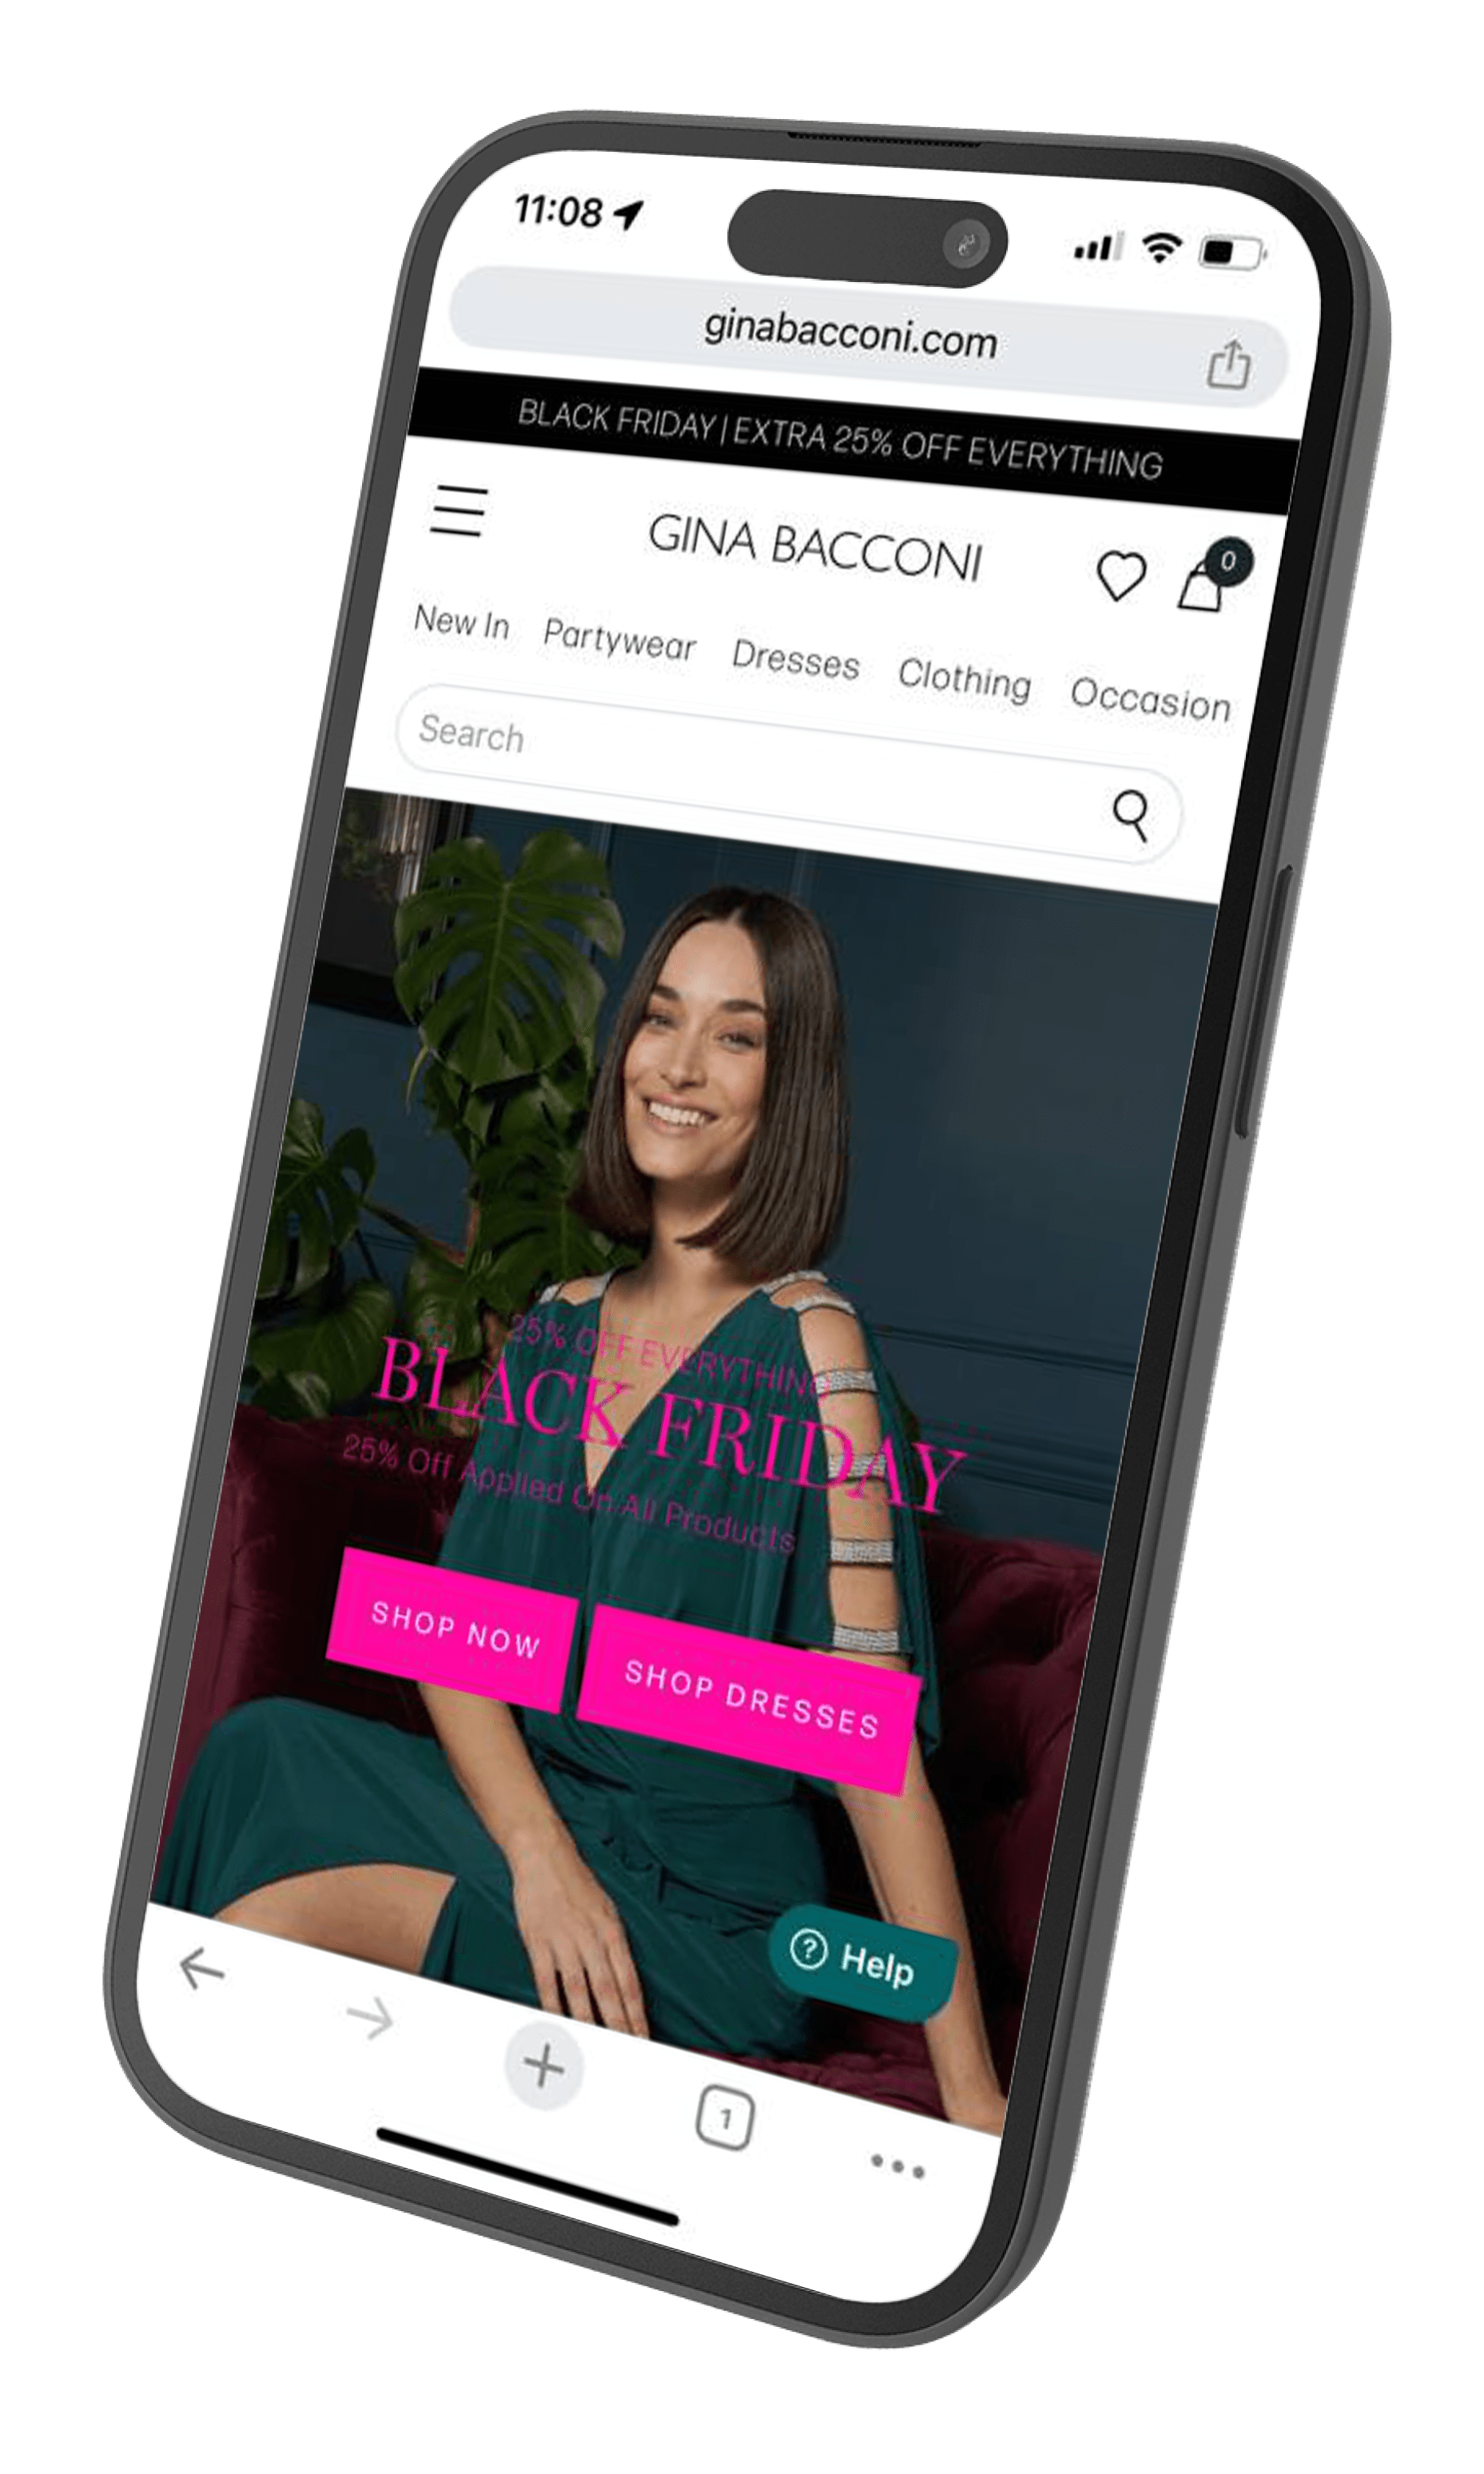 11:08
ginabacconi.com
BLACK FRIDAY | EXTRA 25% OFF EVERYTHING
GINA BACCONI
0
New In Partywear Dresses Clothing Occasion
Search
25% OFF EVERYTHING
BLACK FRIDAY
25% Off Applied On All Products
SHOP NOW SHOP DRESSES
? Help
1